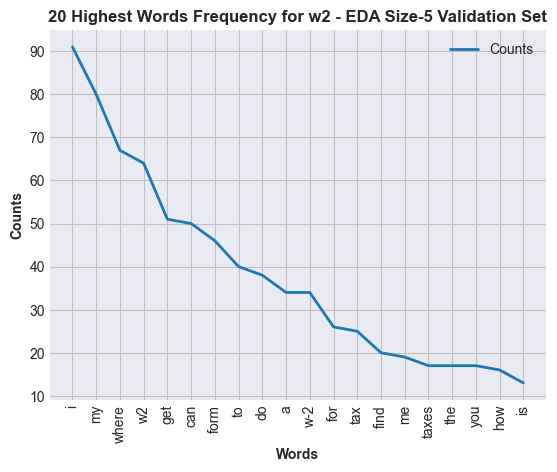 20 Highest Words Frequency for w2 - EDA Size-5 Validation Set
Counts
90
80
70
60
50
40
30
20
10
Counts
i
my
where
w2
get
can
form
to
do
a
w-2
for
tax
find
me
taxes
the
you
how
is
Words